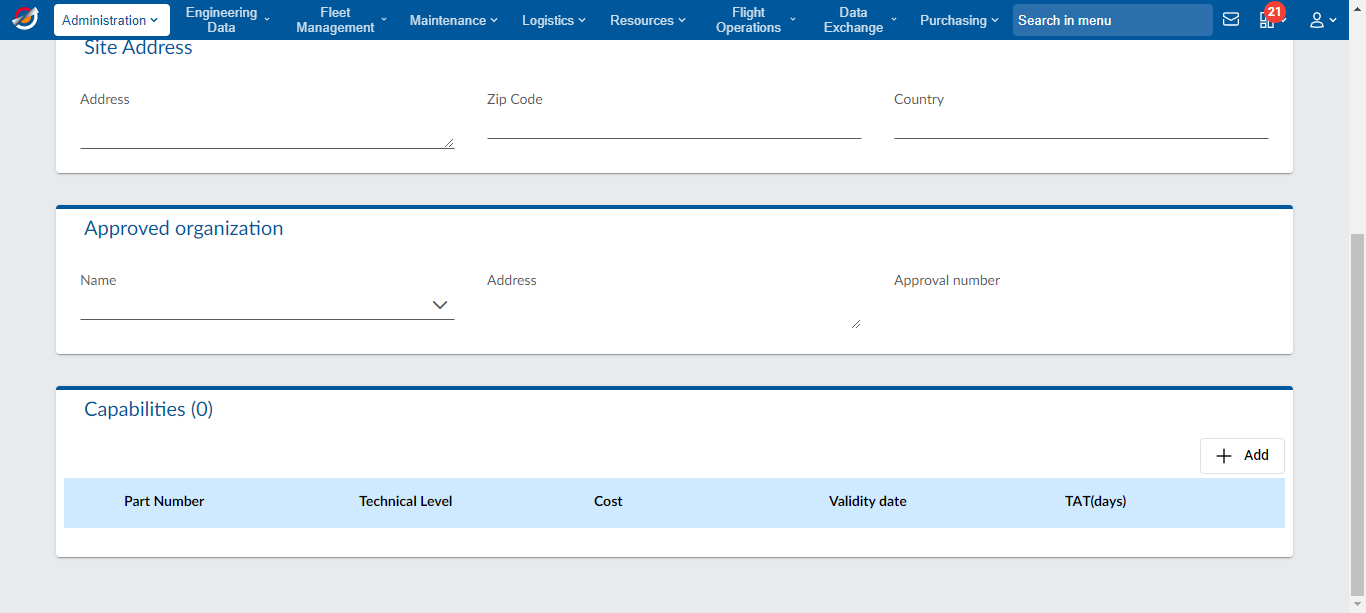 Administration
Engineering
Data
Fleet
Management
Maintenance
Logistics
Resources
Flight
Operations
Data
Exchange
Purchasing
Search in menu
21
Site Address
Address
Zip Code
Country
Approved organization
Name
Address
Approval number
Capabilities (0)
Add
Part Number
Technical Level
Cost
Validity date
TAT(days)